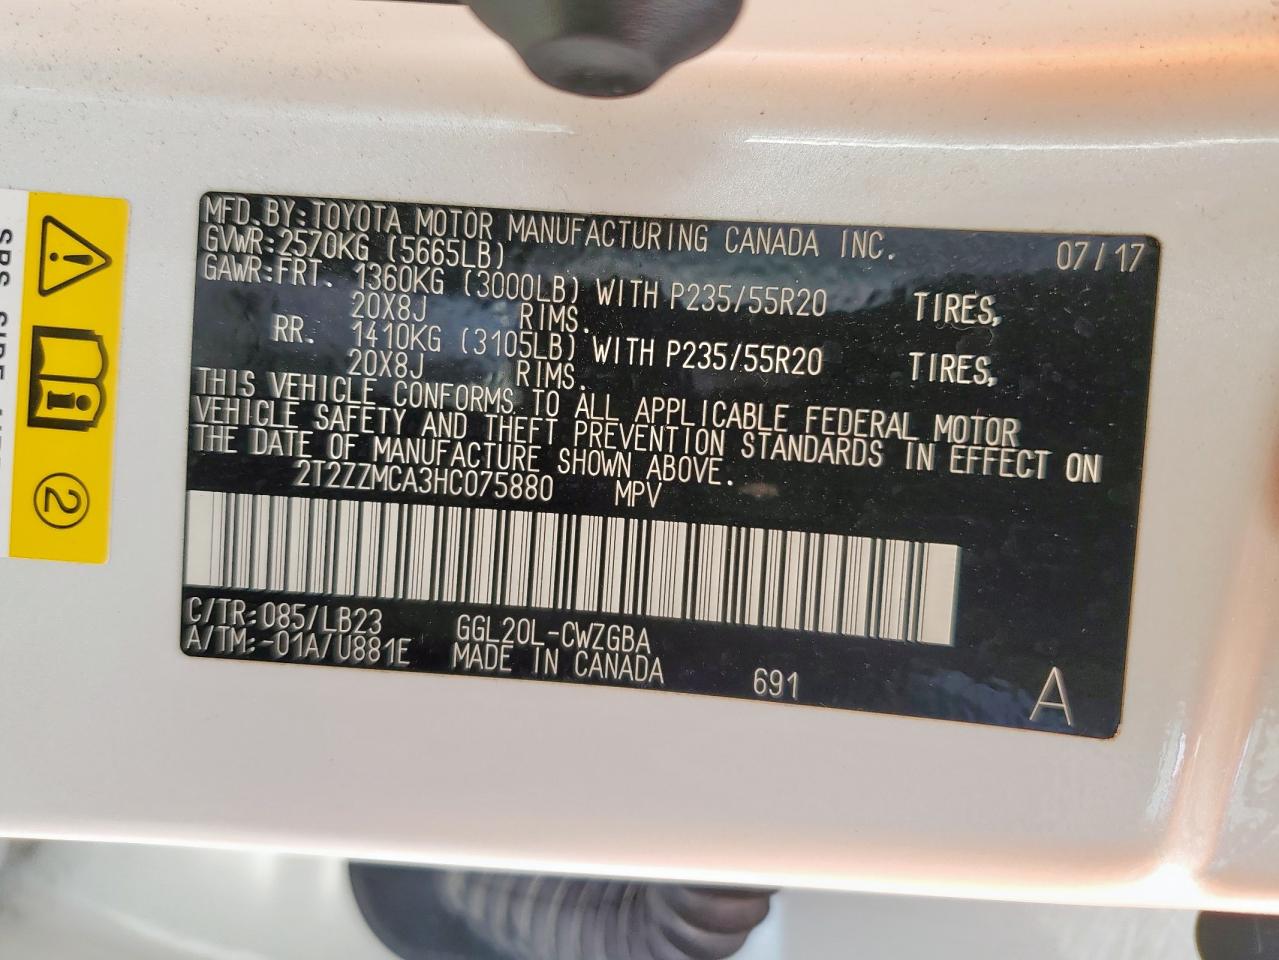 MFD. BY: TOYOTA MOTOR MANUFACTURING CANADA INC. 07/17
GVWR: 2570KG (5665LB)
GAWR: FRT. 1360KG (3000LB) WITH P235/55R20 TIRES,
20X8J RIMS.
RR. 1410KG (3105LB) WITH P235/55R20 TIRES,
20X8J RIMS.
THIS VEHICLE CONFORMS TO ALL APPLICABLE FEDERAL MOTOR
VEHICLE SAFETY AND THEFT PREVENTION STANDARDS IN EFFECT ON
THE DATE OF MANUFACTURE SHOWN ABOVE.
2T2ZZMCA3HC075880 MPV
C/TR: 085/LB23 GGL20L-CWZGBA
A/TM: -01A/U881E MADE IN CANADA 691 A
2